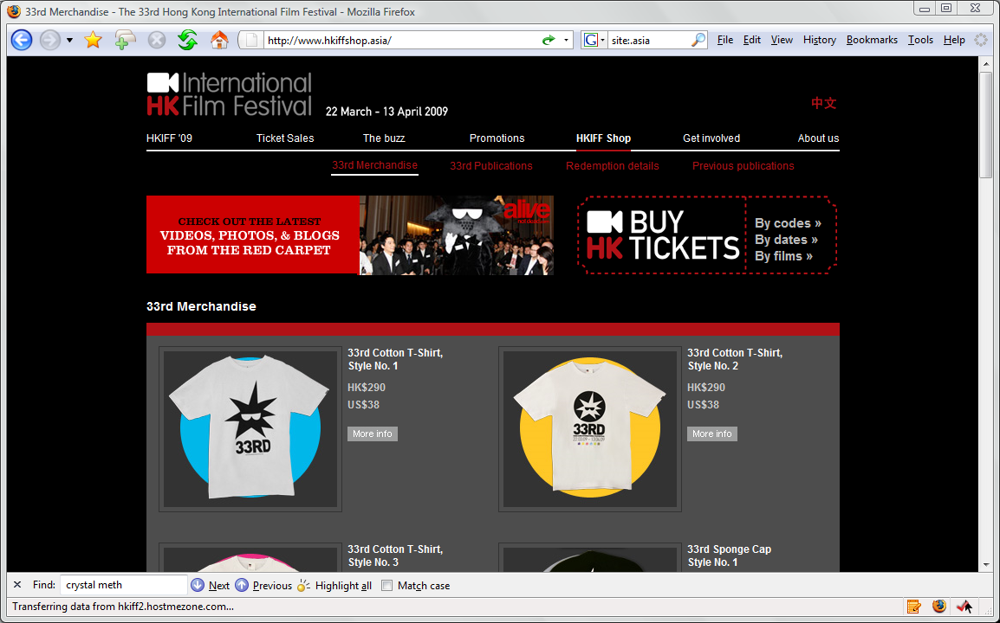 33rd Merchandise - The 33rd Hong Kong International Film Festival - Mozilla Firefox
http://www.hkiffshop.asia/
G
site:.asia
File Edit View History Bookmarks Tools Help
International
HK Film Festival
22 March - 13 April 2009
中文
HKIFF '09 Ticket Sales The buzz Promotions HKIFF Shop Get involved About us
33rd Merchandise 33rd Publications Redemption details Previous publications
CHECK OUT THE LATEST
VIDEOS, PHOTOS, & BLOGS
FROM THE RED CARPET
alive
BUY
HK TICKETS
By codes »
By dates »
By films »
33rd Merchandise
33rd Cotton T-Shirt,
Style No. 1
HK$290
US$38
More info
33RD
33rd Cotton T-Shirt,
Style No. 2
HK$290
US$38
More info
33RD
33rd Cotton T-Shirt,
Style No. 3
33rd Sponge Cap
Style No. 1
Find: crystal meth Next Previous Highlight all Match case
Transferring data from hkiff2.hostmezone.com...